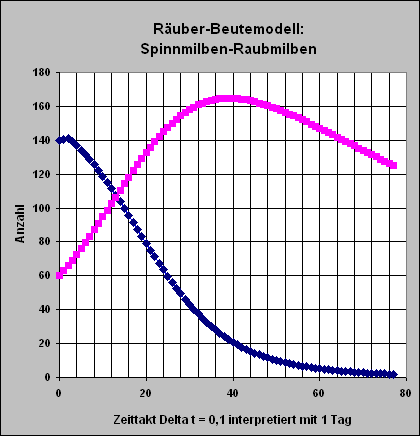 Räuber-Beutemodell:
Spinnmilben-Raubmilben
180
160
140
120
100
80
60
40
20
0
Anzahl
0 20 40 60 80
Zeittakt Delta t = 0,1 interpretiert mit 1 Tag